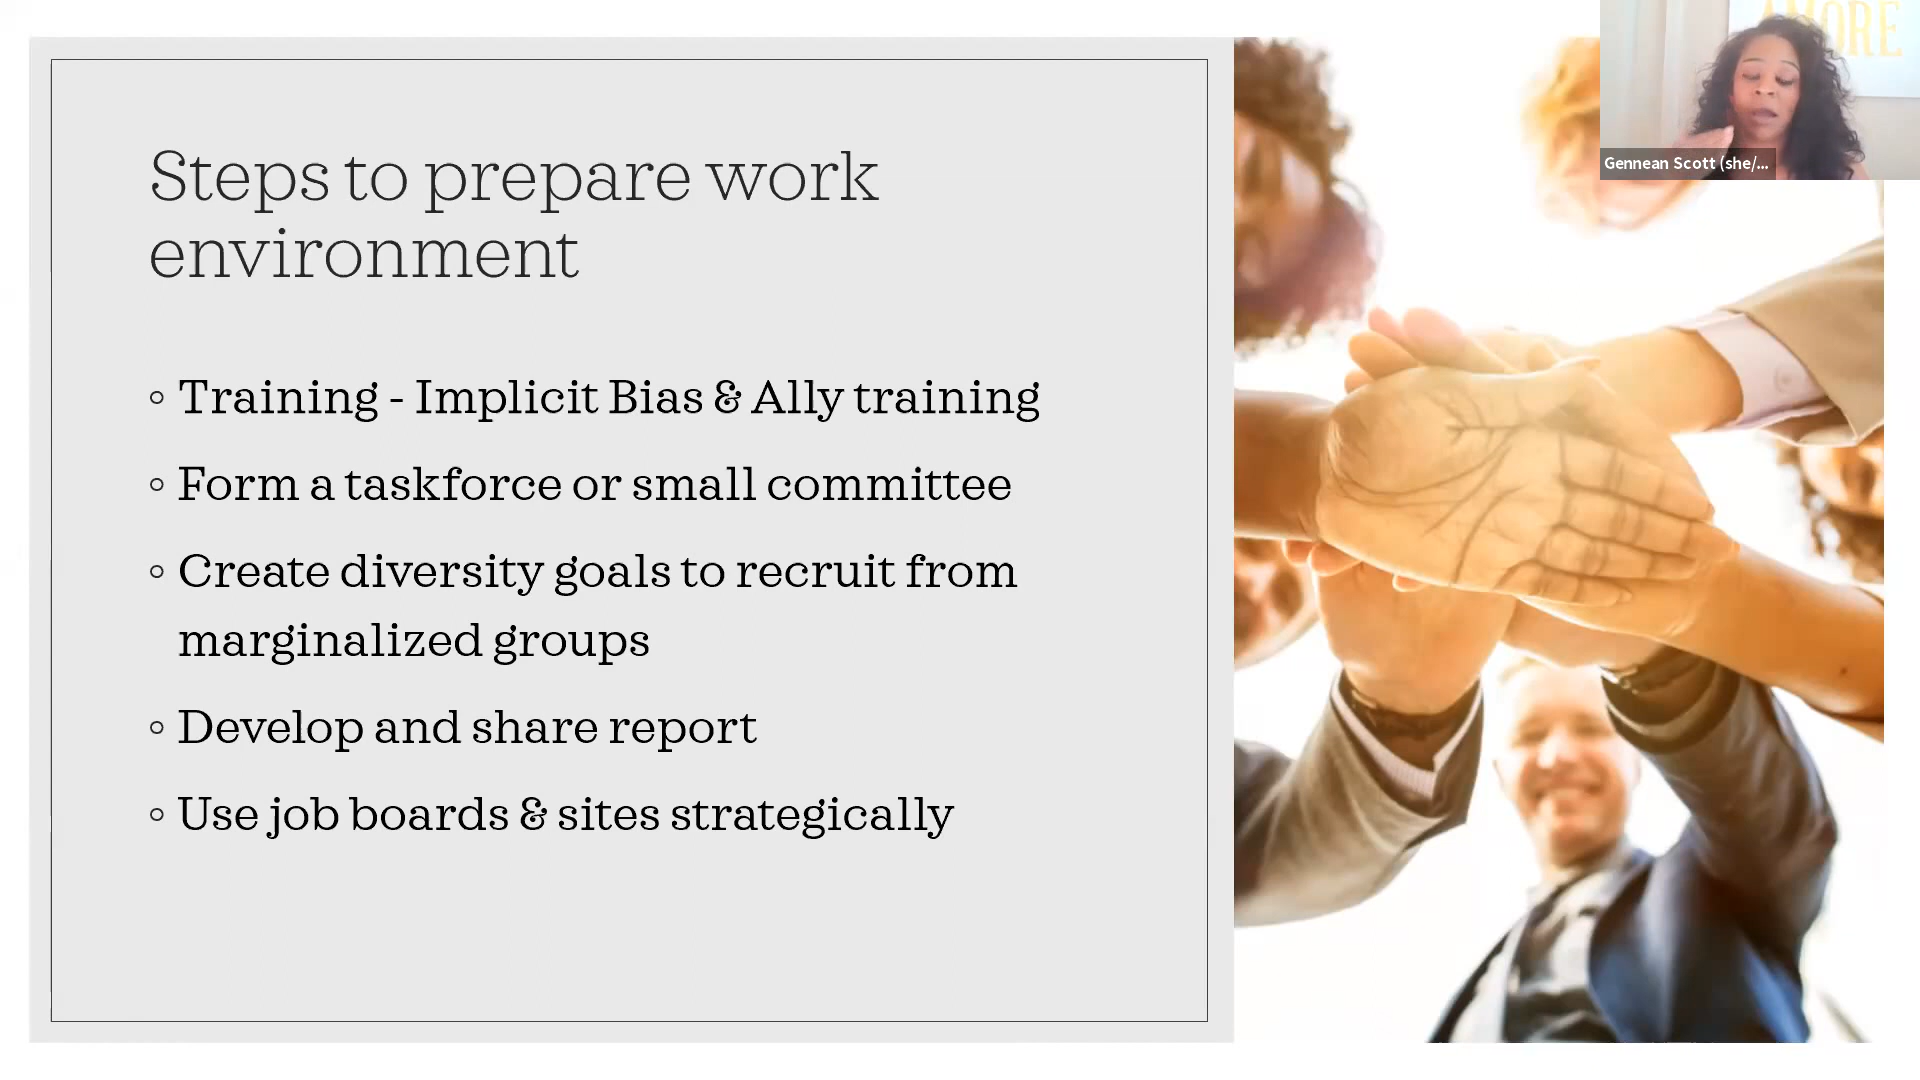 Steps to prepare work
environment
◦ Training - Implicit Bias & Ally training
◦ Form a taskforce or small committee
◦ Create diversity goals to recruit from
marginalized groups
◦ Develop and share report
◦ Use job boards & sites strategically
AMORE
Gennean Scott (she/...